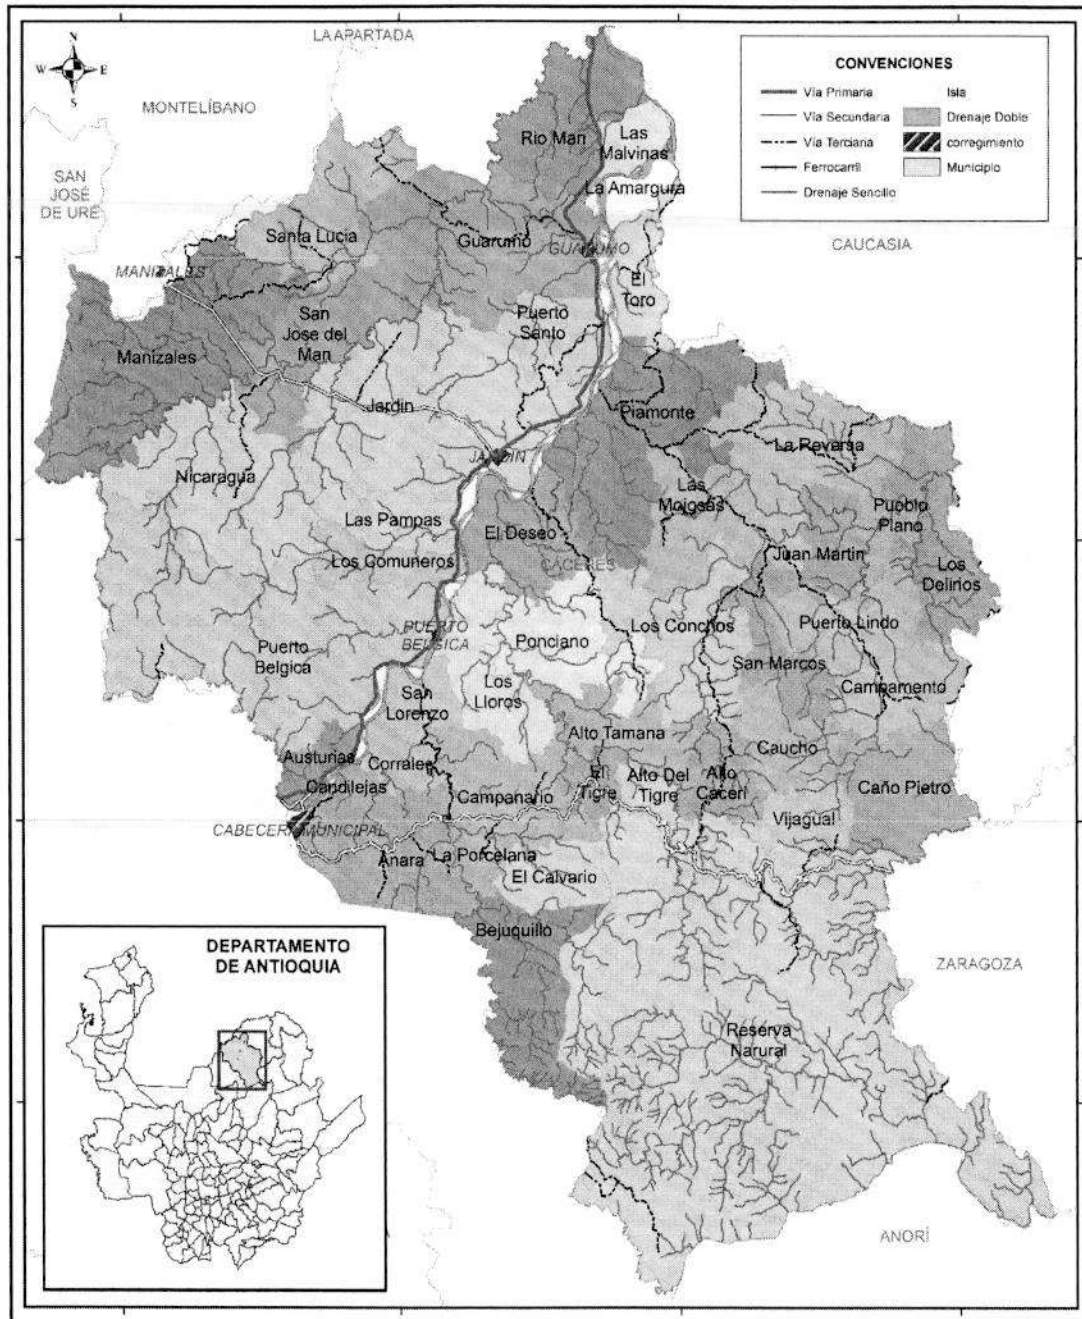 LA APARTADA
N
W E
S
MONTELÍBANO
SAN
JOSÉ
DE URÉ
CONVENCIONES
Vía Primaria
Vía Secundaria
Vía Terciaria
Ferrocarril
Drenaje Sencillo
Isla
Drenaje Doble
corregimiento
Municipio
Rio Man
Las
Malvinas
La Amargura
CAUCASIA
Santa Lucia
Guarumo
GUARUMO
MANIZALES
El
Toro
San
Jose del
Man
Puerto
Santo
Manizales
Jardin
Piamonte
La Reversa
JARDIN
Nicaragua
Las
Mojosas
Pueblo
Plano
Las Pampas
El Deseo
Los Comuneros
CACERES
Juan Martin
Los
Delirios
PUERTO
BELGICA
Ponciano
Los Conchos
Puerto Lindo
Puerto
Belgica
San Marcos
Los
Lloros
Campamento
San
Lorenzo
Alto Tamana
Caucho
Austurias
Corrales
Candilejas
Campanario
El
Tigre
Alto Del
Tigre
Alto
Caceri
Caño Pietro
Vijagual
CABECERA MUNICIPAL
Anara
La Porcelana
El Calvario
Bejuquillo
ZARAGOZA
DEPARTAMENTO
DE ANTIOQUIA
Reserva
Narural
ANORÍ